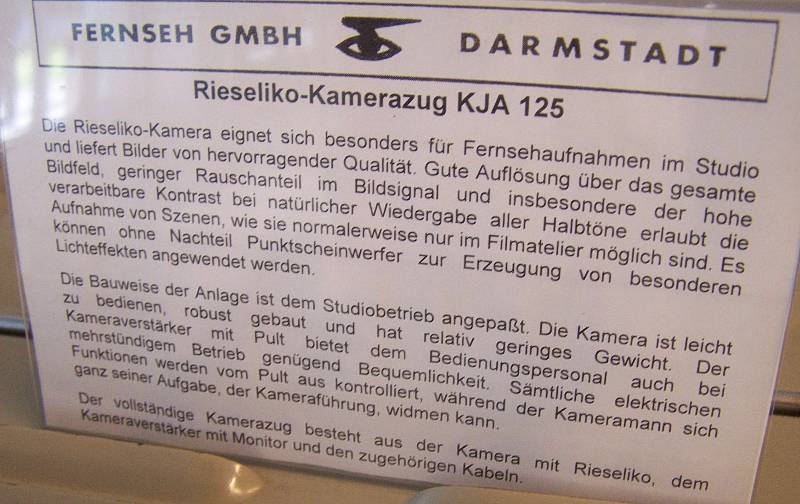 FERNSEH GMBH DARMSTADT
Rieseliko-Kamerazug KJA 125
Die Rieseliko-Kamera eignet sich besonders für Fernsehaufnahmen im Studio
und liefert Bilder von hervorragender Qualität. Gute Auflösung über das gesamte
Bildfeld, geringer Rauschanteil im Bildsignal und insbesondere der hohe
verarbeitbare Kontrast bei natürlicher Wiedergabe aller Halbtöne erlaubt die
Aufnahme von Szenen, wie sie normalerweise nur im Filmatelier möglich sind. Es
können ohne Nachteil Punktscheinwerfer zur Erzeugung von besonderen
Lichteffekten angewendet werden.
Die Bauweise der Anlage ist dem Studiobetrieb angepaßt. Die Kamera ist leicht
zu bedienen, robust gebaut und hat relativ geringes Gewicht. Der
Kameraverstärker mit Pult bietet dem Bedienungspersonal auch bei
mehrstündigem Betrieb genügend Bequemlichkeit. Sämtliche elektrischen
Funktionen werden vom Pult aus kontrolliert, während der Kameramann sich
ganz seiner Aufgabe, der Kameraführung, widmen kann.
Der vollständige Kamerazug besteht aus der Kamera mit Rieseliko, dem
Kameraverstärker mit Monitor und den zugehörigen Kabeln.